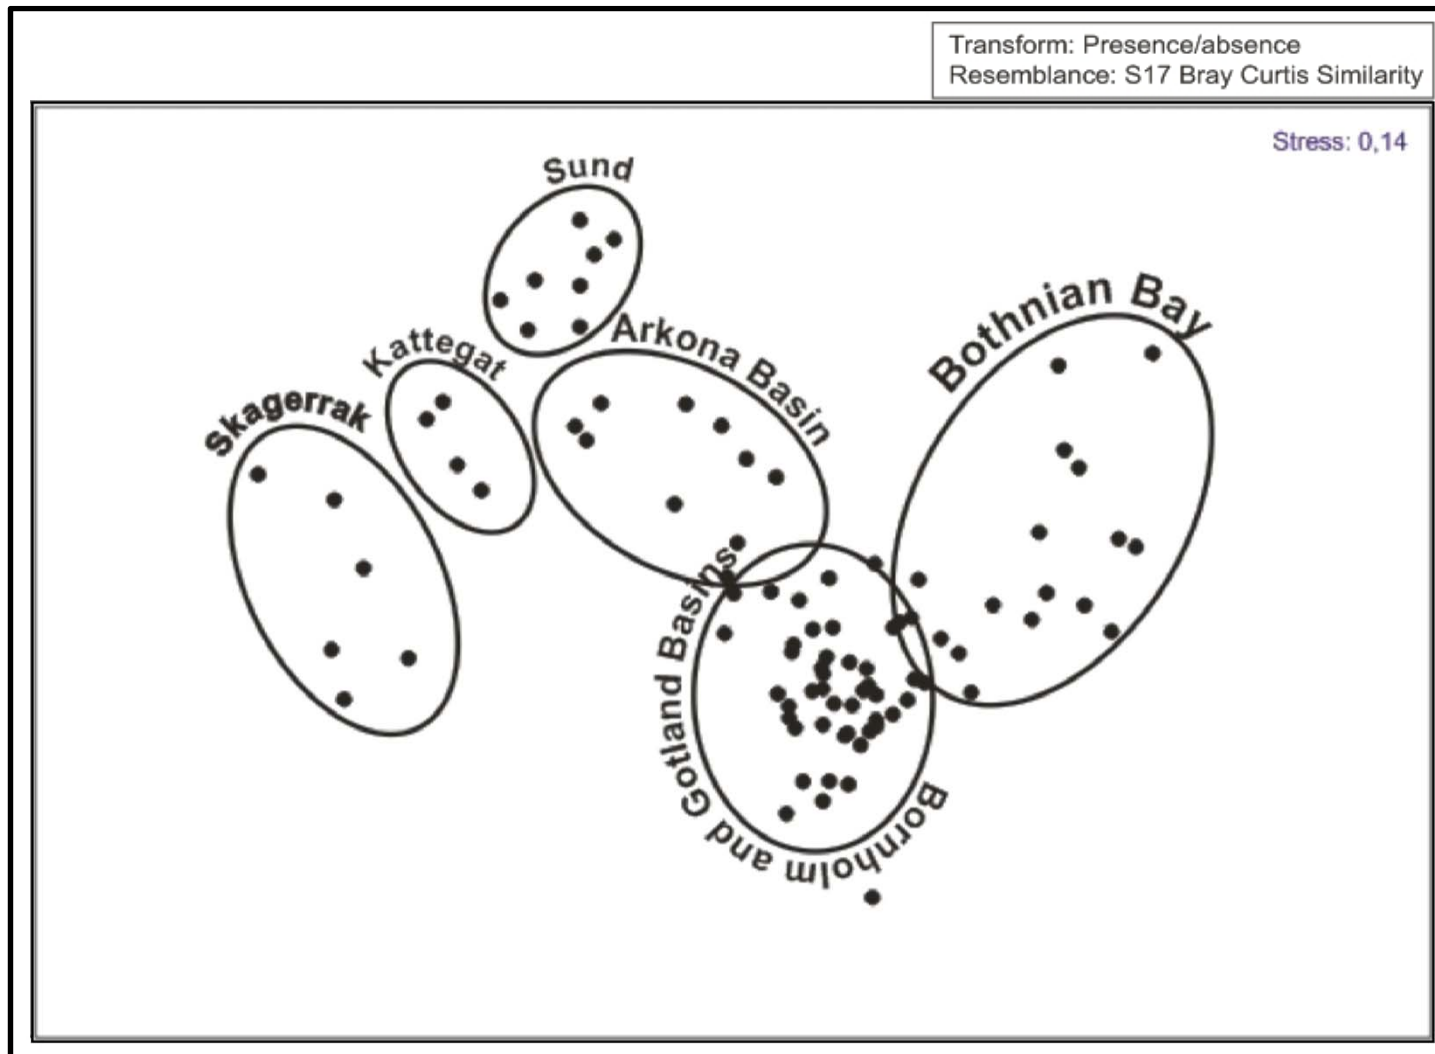 Transform: Presence/absence
Resemblance: S17 Bray Curtis Similarity
Stress: 0,14
Sund
Arkona Basin
Kattegat
Skagerrak
Bothnian Bay
Bornholm and Gotland Basins